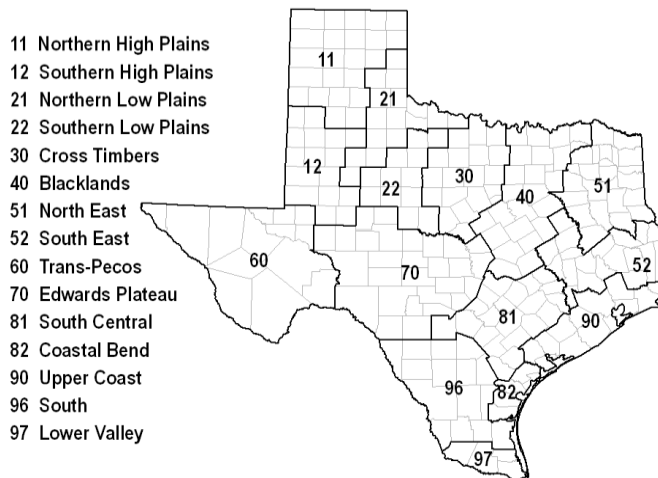 11 Northern High Plains
12 Southern High Plains
21 Northern Low Plains
22 Southern Low Plains
30 Cross Timbers
40 Blacklands
51 North East
52 South East
60 Trans-Pecos
70 Edwards Plateau
81 South Central
82 Coastal Bend
90 Upper Coast
96 South
97 Lower Valley
11
21
12
22
30
40
51
60
70
52
81
90
96
82
97